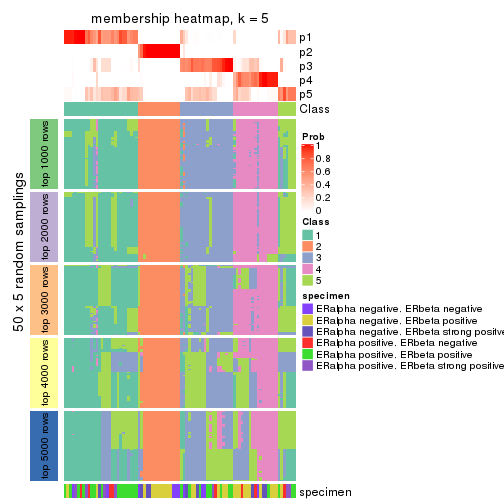 membership heatmap, k = 5
p1
p2
p3
p4
p5
Class
50 x 5 random samplings
top 1000 rows
top 2000 rows
top 3000 rows
top 4000 rows
top 5000 rows
Prob
1
0.8
0.6
0.4
0.2
0
Class
1
2
3
4
5
specimen
ERalpha negative. ERbeta negative
ERalpha negative. ERbeta positive
ERalpha negative. ERbeta strong positive
ERalpha positive. ERbeta negative
ERalpha positive. ERbeta positive
ERalpha positive. ERbeta strong positive
specimen